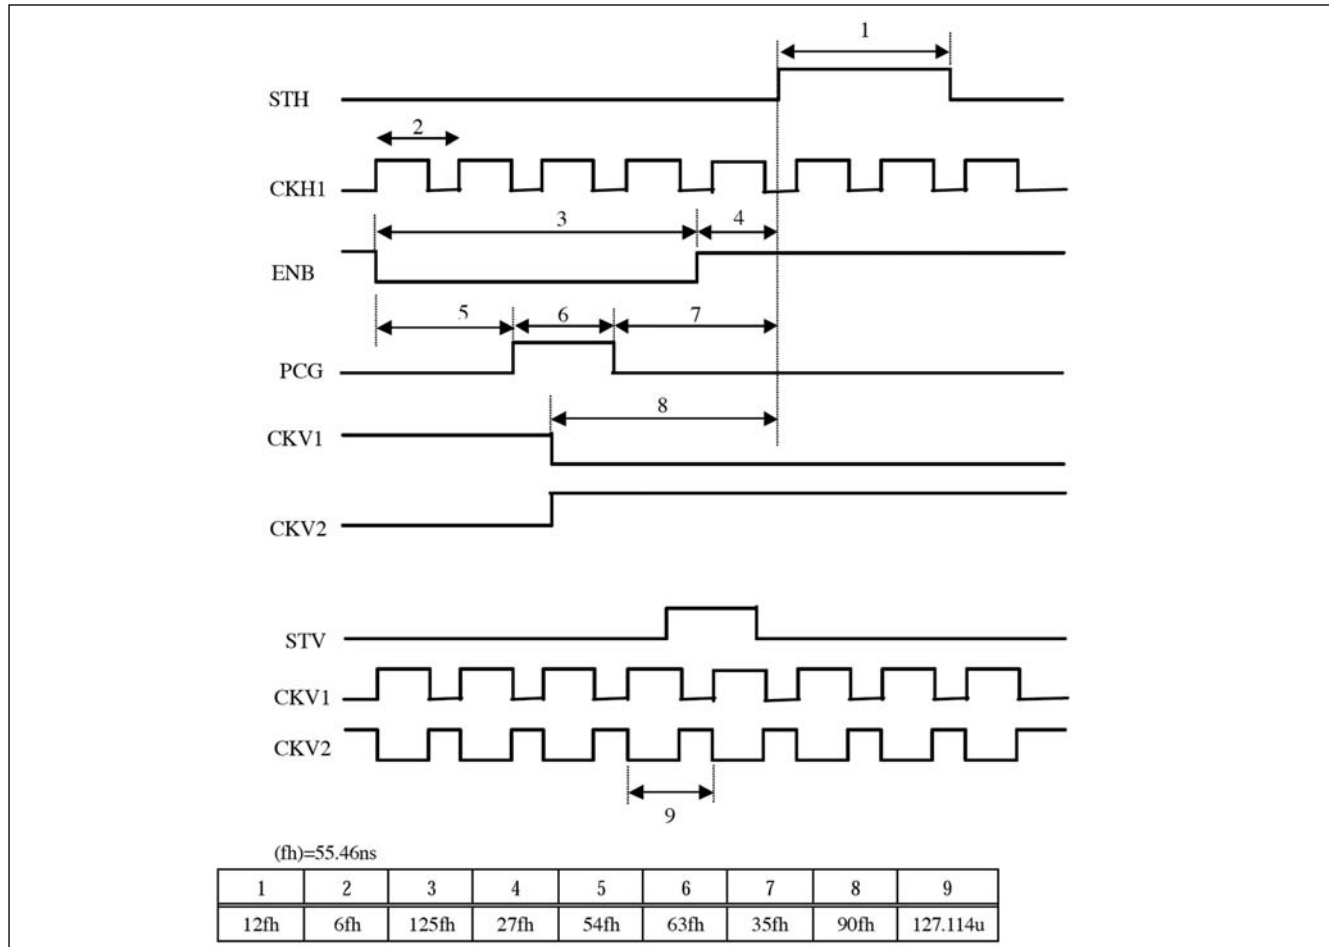 1
STH
2
CKH1
3 4
ENB
5 6 7
PCG
8
CKV1
CKV2
STV
CKV1
CKV2
9
(fh)=55.46ns
1 2 3 4 5 6 7 8 9
12fh 6fh 125fh 27fh 54fh 63fh 35fh 90fh 127.114u